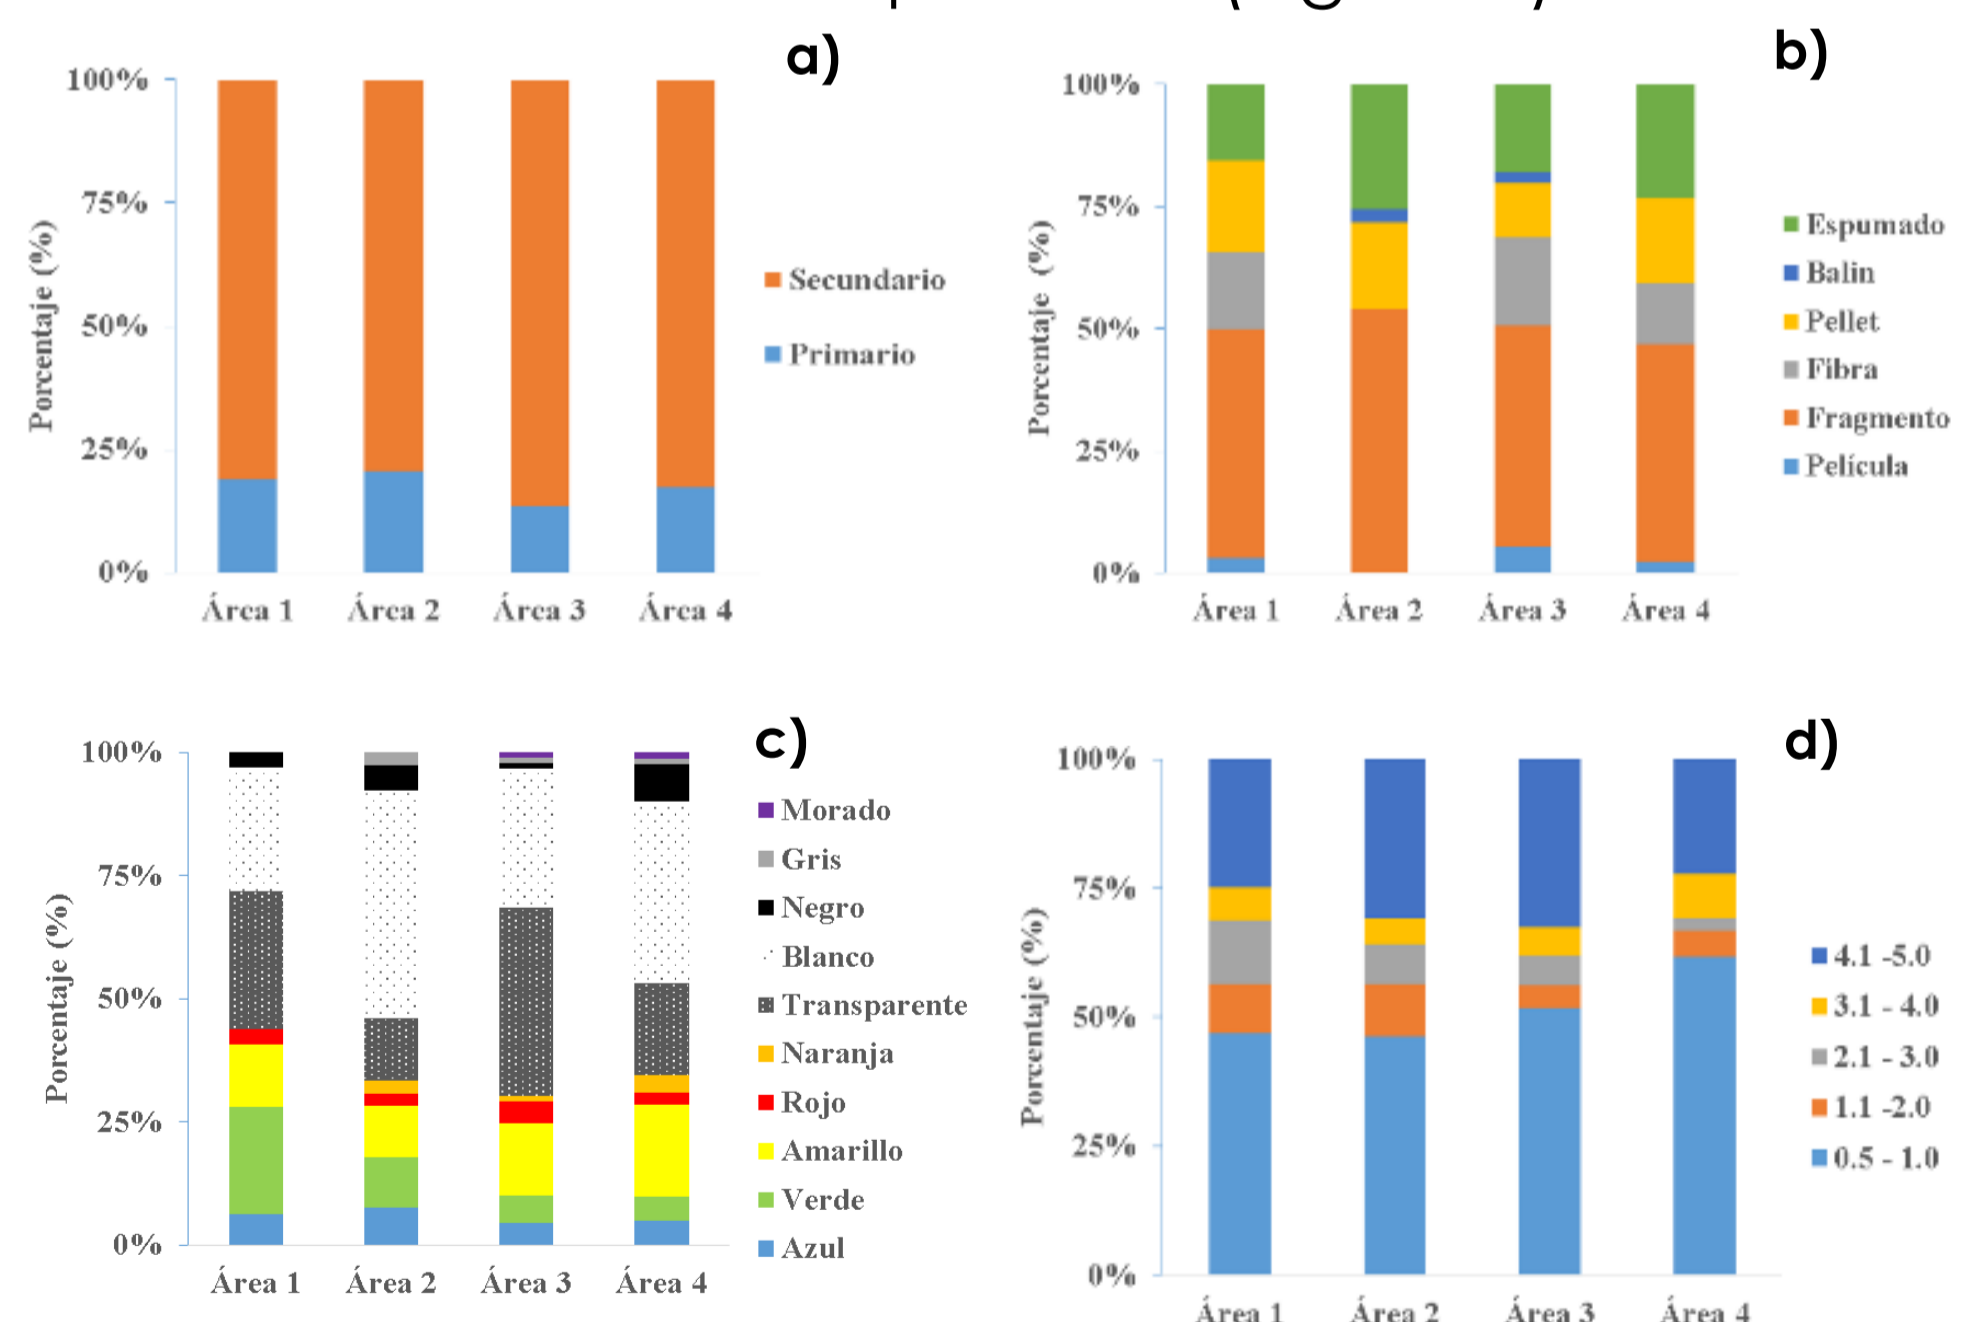 a)
100%
75%
50%
25%
0%
Porcentaje (%)
Área 1 Área 2 Área 3 Área 4
Secundario
Primario
b)
100%
75%
50%
25%
0%
Porcentaje (%)
Área 1 Área 2 Área 3 Área 4
Espumado
Balin
Pellet
Fibra
Fragmento
Película
c)
100%
75%
50%
25%
0%
Porcentaje (%)
Área 1 Área 2 Área 3 Área 4
Morado
Gris
Negro
Blanco
Transparente
Naranja
Rojo
Amarillo
Verde
Azul
d)
100%
75%
50%
25%
0%
Porcentaje (%)
Área 1 Área 2 Área 3 Área 4
4.1 -5.0
3.1 - 4.0
2.1 - 3.0
1.1 -2.0
0.5 - 1.0